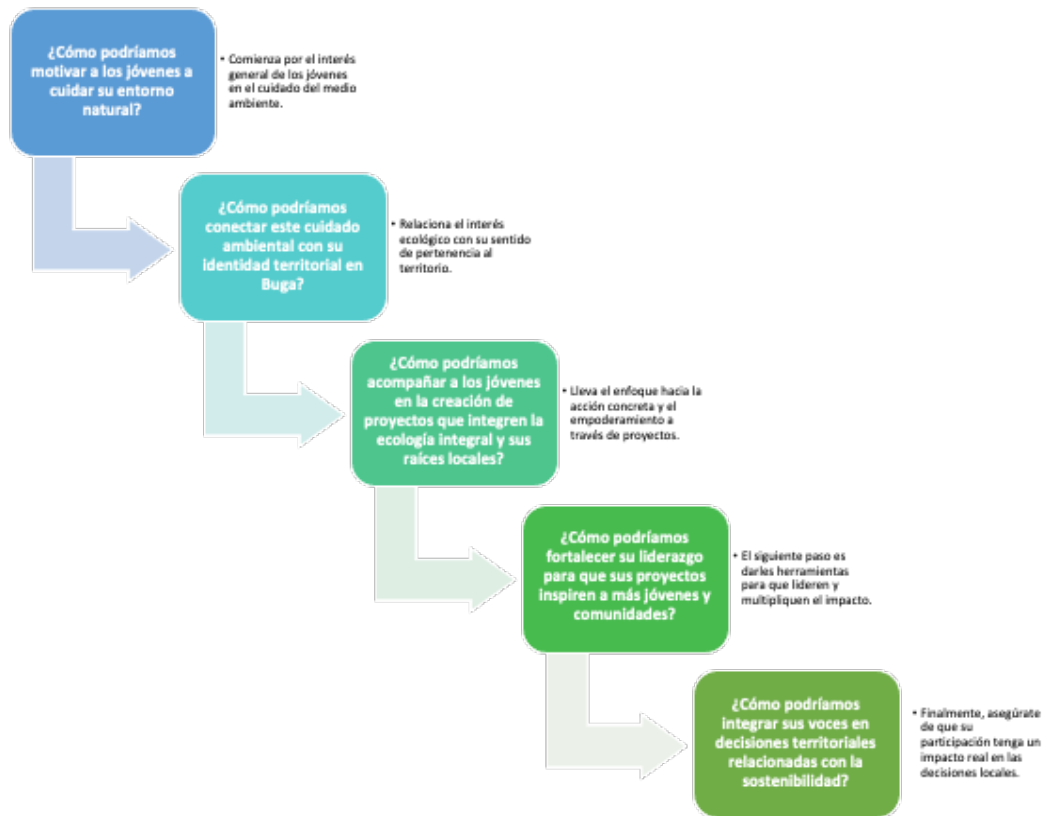 ¿Cómo podríamos
motivar a los jóvenes a
cuidar su entorno
natural?
• Comienza por el interés
general de los jóvenes
en el cuidado del medio
ambiente.
¿Cómo podríamos
conectar este cuidado
ambiental con su
identidad territorial en
Buga?
• Relaciona el interés
ecológico con su sentido
de pertenencia al
territorio.
¿Cómo podríamos
acompañar a los jóvenes
en la creación de
proyectos que integren la
ecología integral y sus
raíces locales?
• Lleva el enfoque hacia la
acción concreta y el
empoderamiento a
través de proyectos.
¿Cómo podríamos
fortalecer su liderazgo
para que sus proyectos
inspiren a más jóvenes y
comunidades?
• El siguiente paso es
darles herramientas
para que lideren y
multipliquen el impacto.
¿Cómo podríamos
integrar sus voces en
decisiones territoriales
relacionadas con la
sostenibilidad?
• Finalmente, asegúrate
de que su
participación tenga un
impacto real en las
decisiones locales.